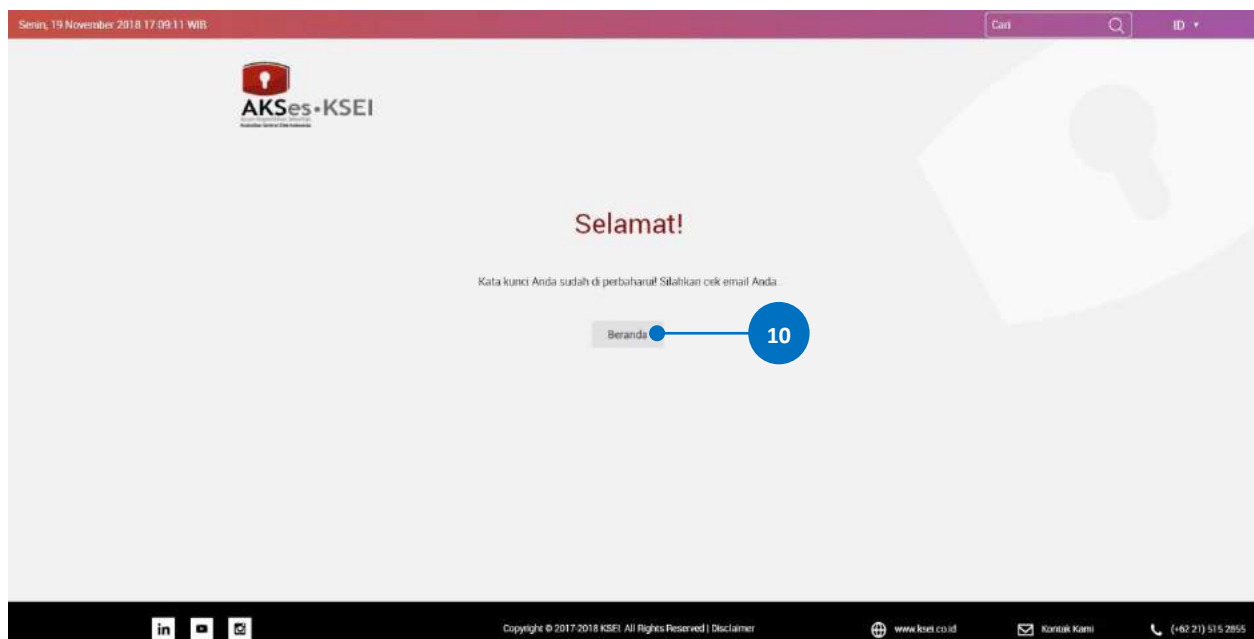 Senin, 19 November 2018 17:09:11 WIB
Cari
ID
AKSes-KSEI
Selamat!
Kata kunci Anda sudah di perbaharui! Silahkan cek email Anda.
Beranda
10
in
Copyright © 2017-2018 KSEI. All Rights Reserved | Disclaimer
www.ksei.co.id
Kontak Kami
(+62 21) 515 2855